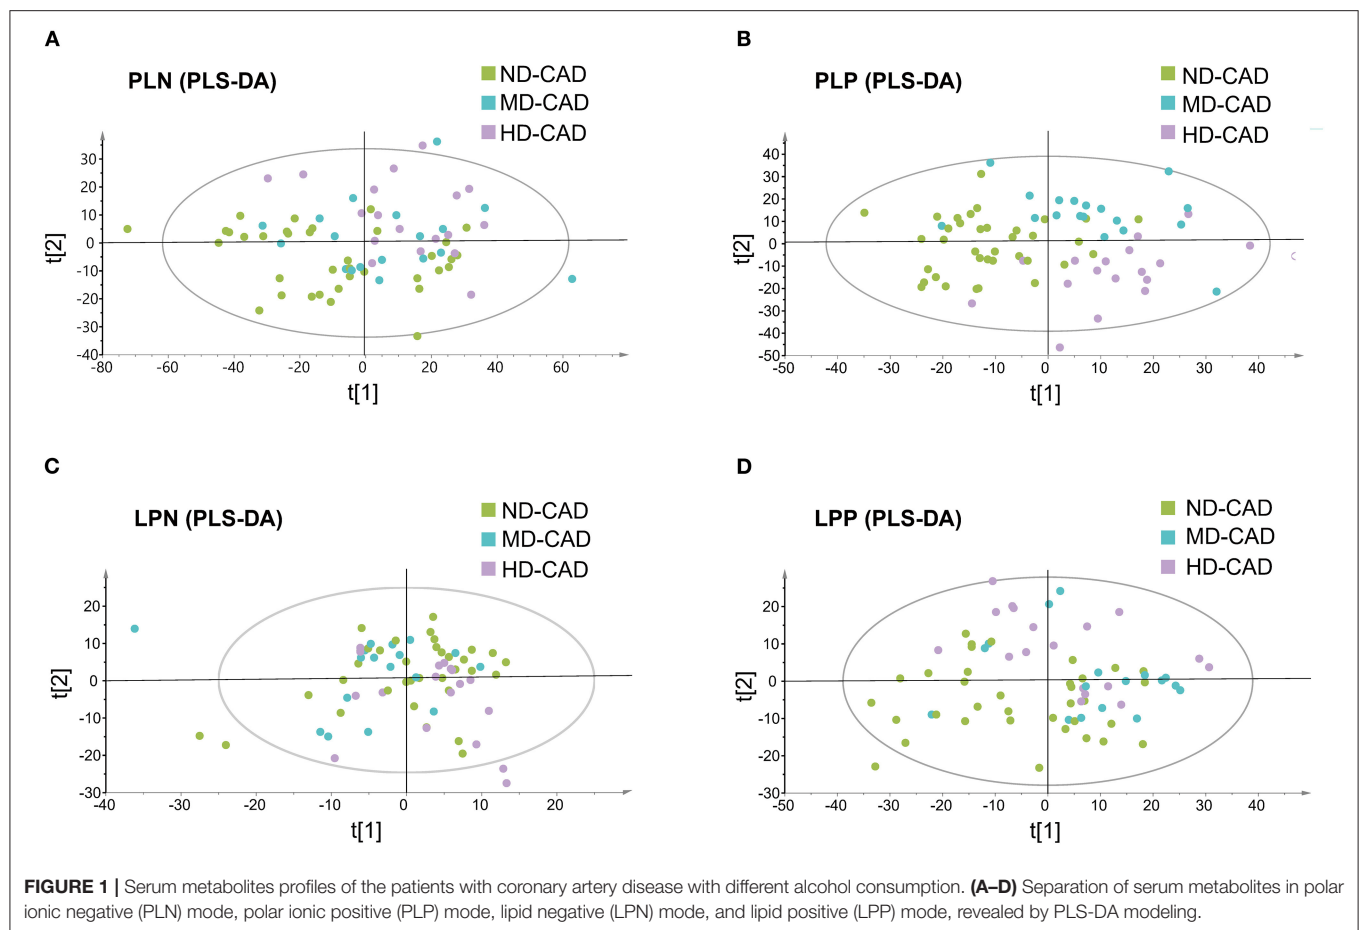 A
PLN (PLS-DA)
ND-CAD
MD-CAD
HD-CAD
t[2]
30
20
10
0
-10
-20
-30
-40
-80
-60
-40
-20
0
20
40
60
t[1]
B
PLP (PLS-DA)
ND-CAD
MD-CAD
HD-CAD
t[2]
40
30
20
10
0
-10
-20
-30
-40
-50
-50
-30
-20
-10
0
10
20
30
40
t[1]
C
LPN (PLS-DA)
ND-CAD
MD-CAD
HD-CAD
t[2]
20
10
0
-10
-20
-30
-40
-30
-20
-10
0
10
20
t[1]
D
LPP (PLS-DA)
ND-CAD
MD-CAD
HD-CAD
t[2]
20
10
0
-10
-20
-30
-50
-40
-30
-20
-10
0
10
20
30
40
t[1]
FIGURE 1 | Serum metabolites profiles of the patients with coronary artery disease with different alcohol consumption. (A–D) Separation of serum metabolites in polar
ionic negative (PLN) mode, polar ionic positive (PLP) mode, lipid negative (LPN) mode, and lipid positive (LPP) mode, revealed by PLS-DA modeling.